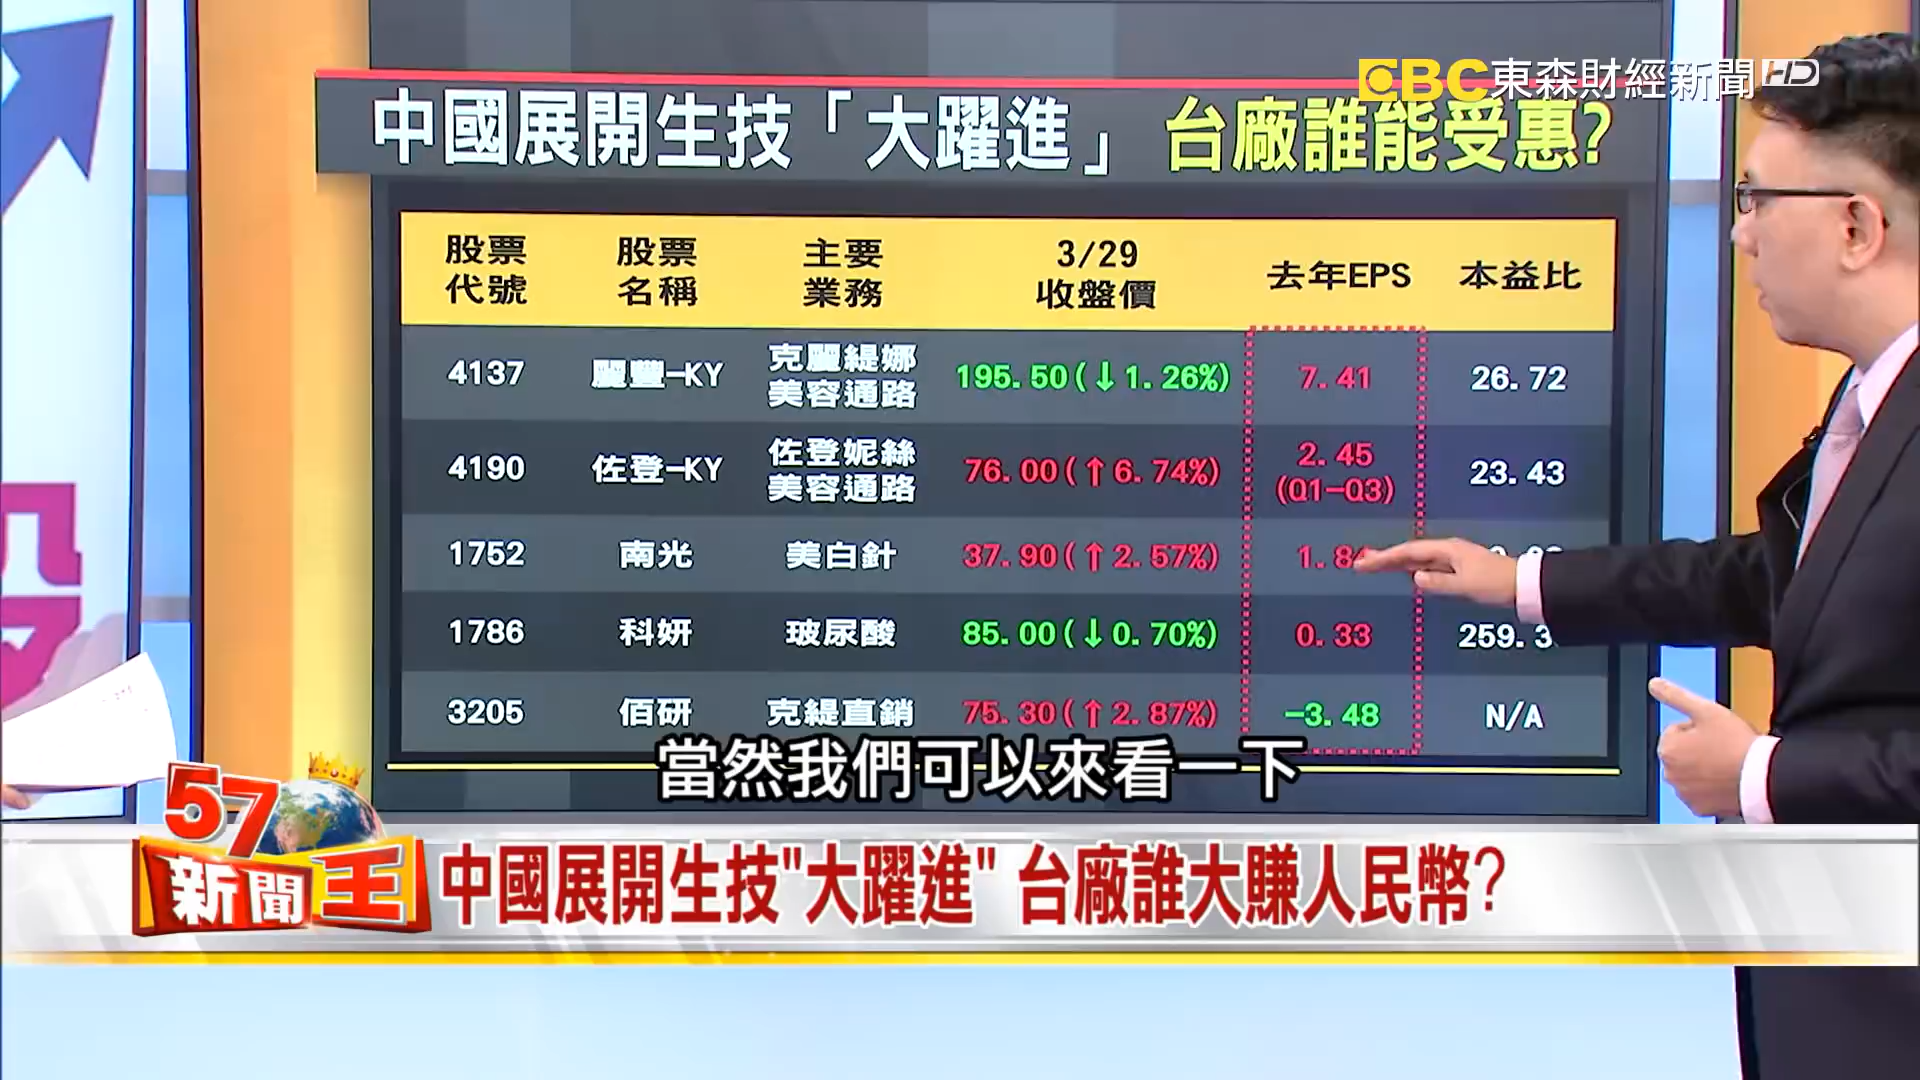 EBC東森財經新聞HD
中國展開生技「大躍進」 台廠誰能受惠?
股票代號 股票名稱 主要業務 3/29收盤價 去年EPS 本益比
4137 麗豐-KY 克麗緹娜美容通路 195.50(↓1.26%) 7.41 26.72
4190 佐登-KY 佐登妮絲美容通路 76.00(↑6.74%) 2.45(Q1-Q3) 23.43
1752 南光 美白針 37.90(↑2.57%)
1786 科妍 玻尿酸 85.00(↓0.70%) 0.33
3205 佰研 克緹直銷 75.30(↑2.87%) -3.48 N/A
當然我們可以來看一下
57新聞王
中國展開生技"大躍進" 台廠誰大賺人民幣?